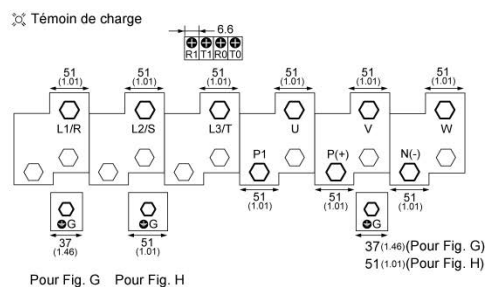 Témoin de charge
6.6
R1 T1 R0 T0
51 51 51 51 51 51
(1.01) (1.01) (1.01) (1.01) (1.01) (1.01)
L1/R L2/S L3/T U V W
P1 P(+) N(-)
51 51 51
(1.01) (1.01) (1.01)
G G G
37 51
(1.46) (1.01)
37(1.46)(Pour Fig. G)
51(1.01)(Pour Fig. H)
Pour Fig. G Pour Fig. H